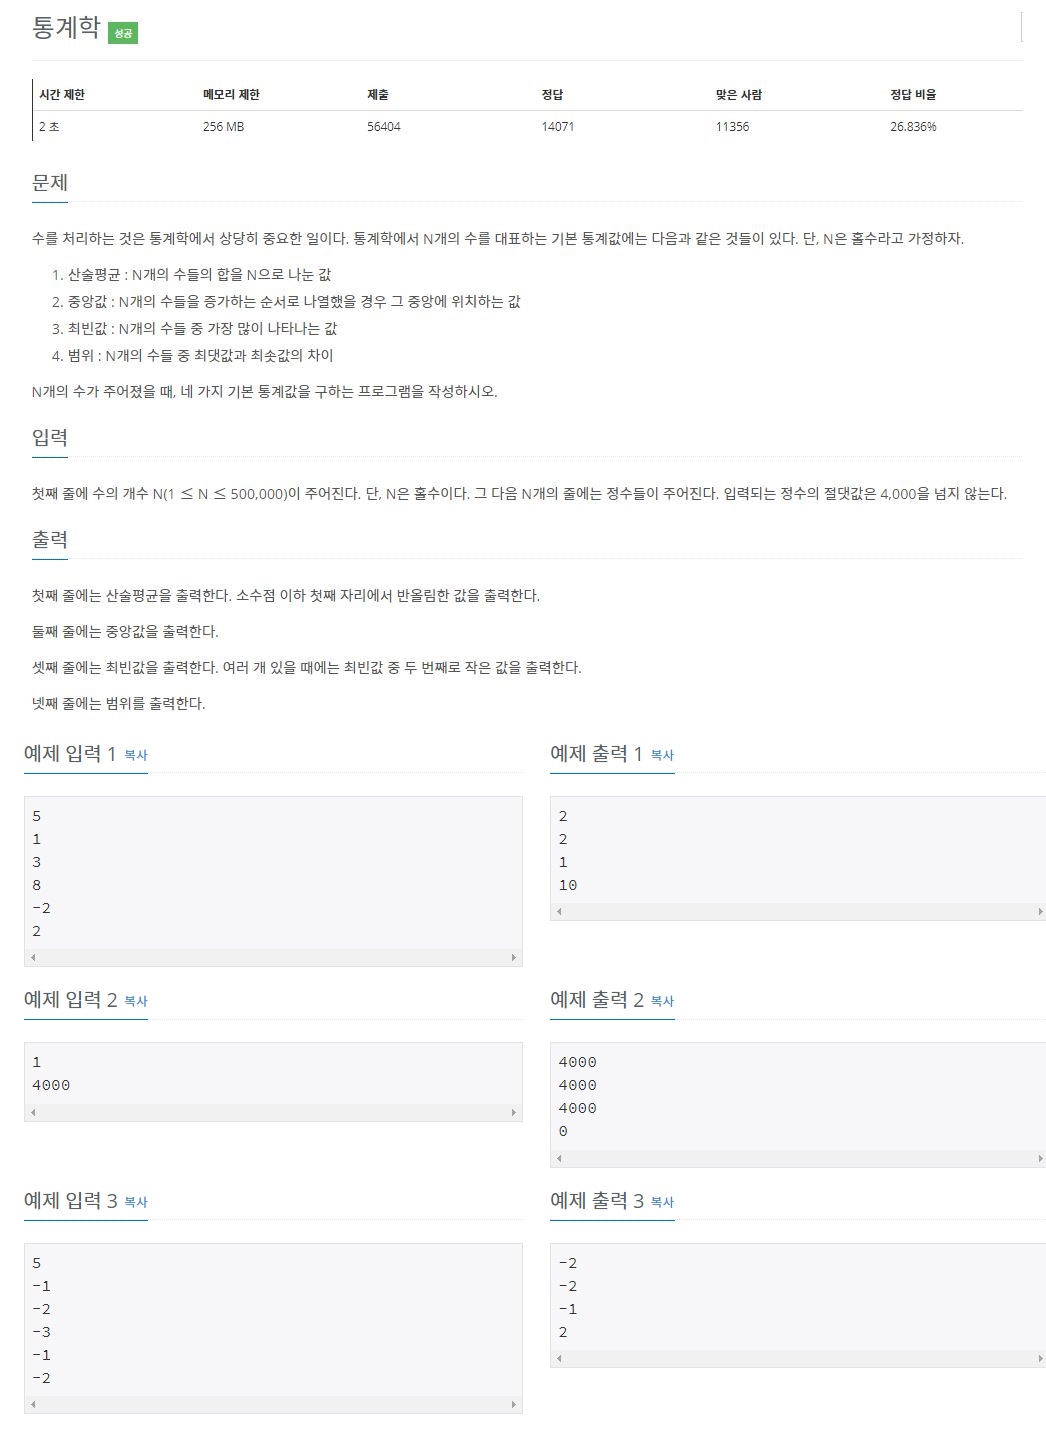 통계학 성공
시간 제한 메모리 제한 제출 정답 맞은 사람 정답 비율
2 초 256 MB 56404 14071 11356 26.836%
문제
수를 처리하는 것은 통계학에서 상당히 중요한 일이다. 통계학에서 N개의 수를 대표하는 기본 통계값에는 다음과 같은 것들이 있다. 단, N은 홀수라고 가정하자.
1. 산술평균 : N개의 수들의 합을 N으로 나눈 값
2. 중앙값 : N개의 수들을 증가하는 순서로 나열했을 경우 그 중앙에 위치하는 값
3. 최빈값 : N개의 수들 중 가장 많이 나타나는 값
4. 범위 : N개의 수들 중 최댓값과 최솟값의 차이
N개의 수가 주어졌을 때, 네 가지 기본 통계값을 구하는 프로그램을 작성하시오.
입력
첫째 줄에 수의 개수 N(1 ≤ N ≤ 500,000)이 주어진다. 단, N은 홀수이다. 그 다음 N개의 줄에는 정수들이 주어진다. 입력되는 정수의 절댓값은 4,000을 넘지 않는다.
출력
첫째 줄에는 산술평균을 출력한다. 소수점 이하 첫째 자리에서 반올림한 값을 출력한다.
둘째 줄에는 중앙값을 출력한다.
셋째 줄에는 최빈값을 출력한다. 여러 개 있을 때에는 최빈값 중 두 번째로 작은 값을 출력한다.
넷째 줄에는 범위를 출력한다.
예제 입력 1 복사
5
1
3
8
-2
2
예제 출력 1 복사
2
2
1
10
예제 입력 2 복사
1
4000
예제 출력 2 복사
4000
4000
4000
0
예제 입력 3 복사
5
-1
-2
-3
-1
-2
예제 출력 3 복사
-2
-2
-1
2